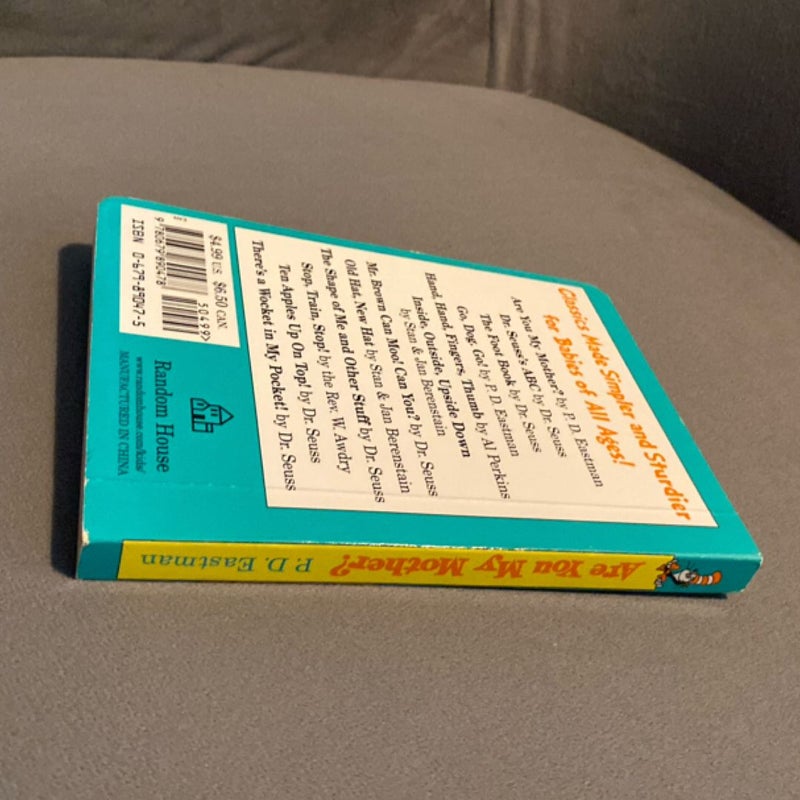 Classics Made Simpler and Sturdier
for Babies of All Ages!
Are You My Mother? by P. D. Eastman
Dr. Seuss's ABC by Dr. Seuss
The Foot Book by Dr. Seuss
Go, Dog. Go! by P. D. Eastman
Hand, Hand, Fingers, Thumb by Al Perkins
Inside, Outside, Upside Down
by Stan & Jan Berenstain
Mr. Brown Can Moo! Can You? by Dr. Seuss
Old Hat, New Hat by Stan & Jan Berenstain
The Shape of Me and Other Stuff by Dr. Seuss
Stop, Train, Stop! by the Rev. W. Awdry
Ten Apples Up On Top! by Dr. Seuss
There's a Wocket in My Pocket! by Dr. Seuss
$4.99 US. $6.50 CAN.
50499>
9780679890478
ISBN 0-679-89047-5
Random House
www.randomhouse.com/kids/
MANUFACTURED IN CHINA
Are You My Mother? P. D. Eastman